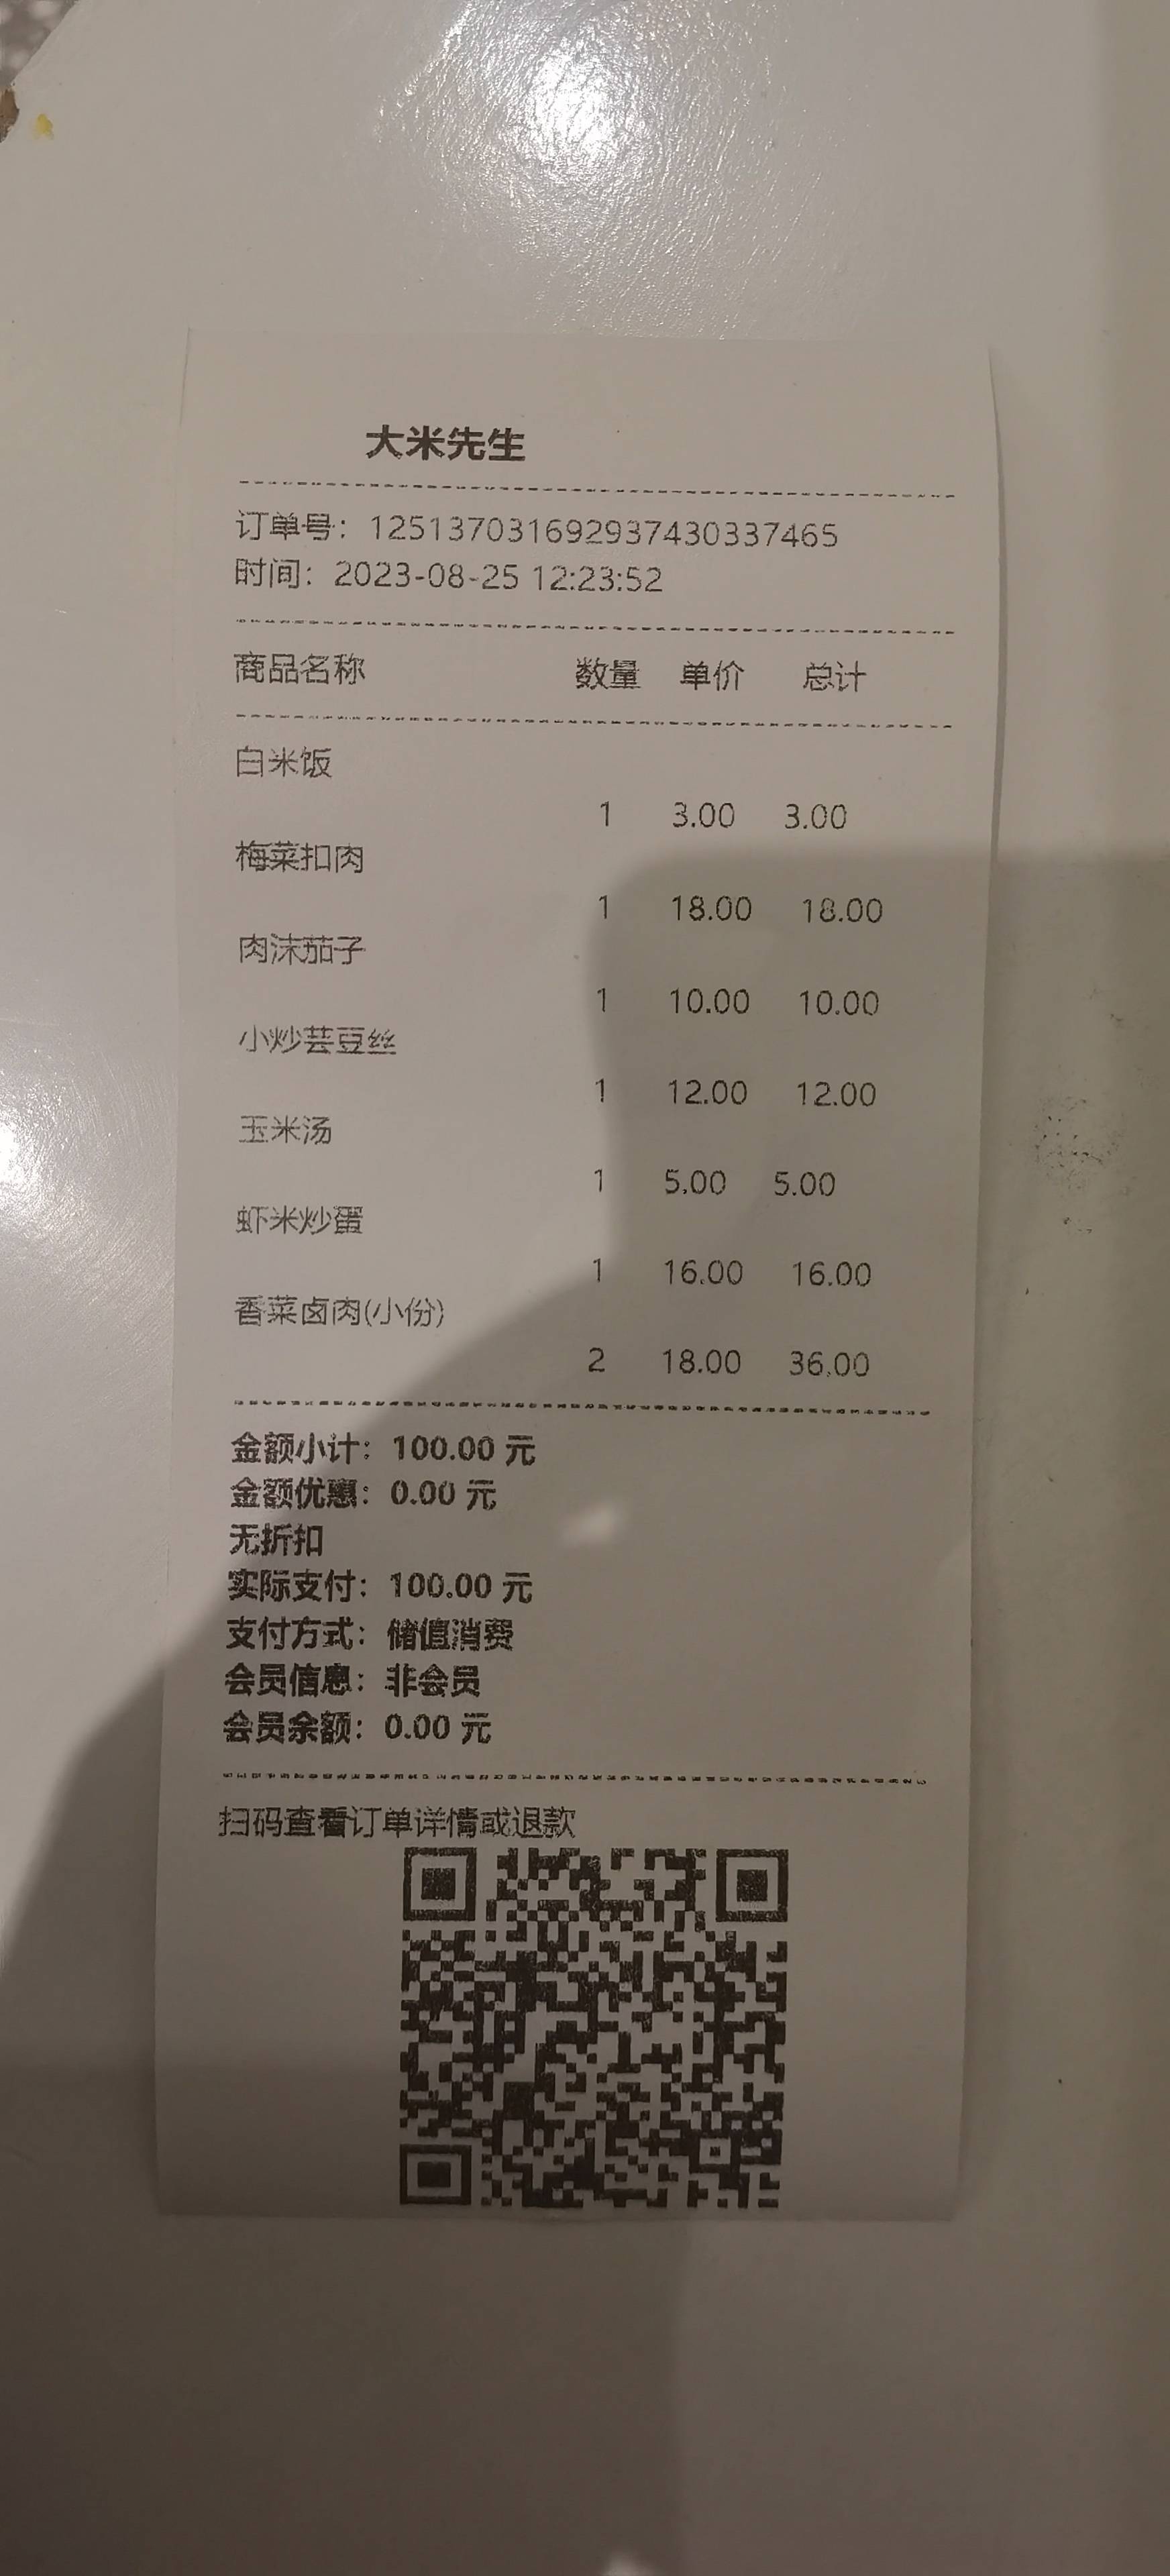 大米先生
订单号：125137031692937430337465
时间：2023-08-25 12:23:52
商品名称 数量 单价 总计
白米饭
1 3.00 3.00
梅菜扣肉
1 18.00 18.00
肉沫茄子
1 10.00 10.00
小炒芸豆丝
1 12.00 12.00
玉米汤
1 5.00 5.00
虾米炒蛋
1 16.00 16.00
香菜卤肉(小份)
2 18.00 36.00
金额小计：100.00 元
金额优惠：0.00 元
无折扣
实际支付：100.00 元
支付方式：储值消费
会员信息：非会员
会员余额：0.00 元
扫码查看订单详情或退款